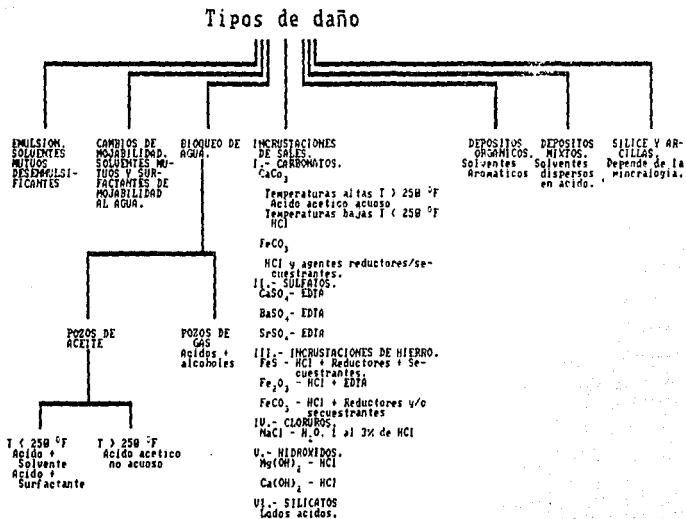 Tipos de daño
EMULSION.
SOLVENTES
MUTUOS
DESEMMULSI-
FICANTES
CAMBIOS DE
MOJABILIDAD.
SOLVENTES MU-
TUOS Y SUR-
FACTANTES DE
MOJABILIDAD
AL AGUA.
BLOQUEO DE
AGUA.
POZOS DE
ACEITE
T < 250 °F
Acido +
Solvente
Acido +
Surfactante
T > 250 °F
Acido acetico
no acuoso
POZOS DE
GAS
Acidos +
alcoholes
INCRUSTACIONES
DE SALES.
I.- CARBONATOS.
CaCo₃
Temperaturas altas T > 250 °F
Acido acetico acuoso
Temperaturas bajas T < 250 °F
HCl
FeCO₃
HCl y agentes reductores/se-
cuestrantes.
II.- SULFATOS.
CaSO₄- EDTA
BaSO₄- EDTA
SrSO₄- EDTA
III.- INCRUSTACIONES DE HIERRO.
FeS - HCl + Reductores + Se-
cuestrantes.
Fe₂O₃ - HCl + EDTA
FeCO₃ - HCl + Reductores y/o
secuestrantes
IV.- CLORUROS.
NaCl - H₂O. 1 al 3% de HCl
V.- HIDROXIDOS.
Mg(OH)₂ - HCl
Ca(OH)₂ - HCl
VI.- SILICATOS
Lodos acidos.
DEPOSITOS
ORGANICOS.
Solventes
Aromaticos
DEPOSITOS
MIXTOS.
Solventes
dispersos
en acido.
SILICE Y AR-
CILLAS.
Depende de la
mineralogia.